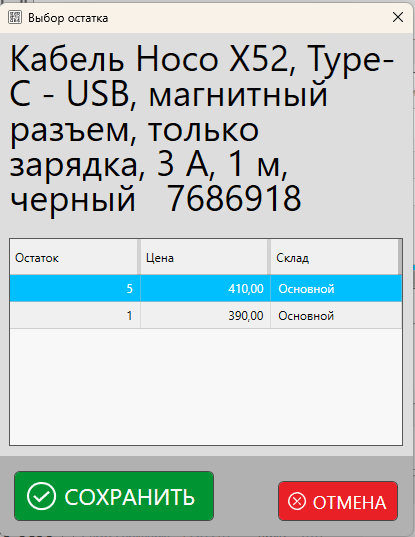 Выбор остатка
Кабель Hoco X52, Type-
C - USB, магнитный
разъем, только
зарядка, 3 А, 1 м,
черный 7686918
Остаток Цена Склад
5 410,00 Основной
1 390,00 Основной
СОХРАНИТЬ
ОТМЕНА